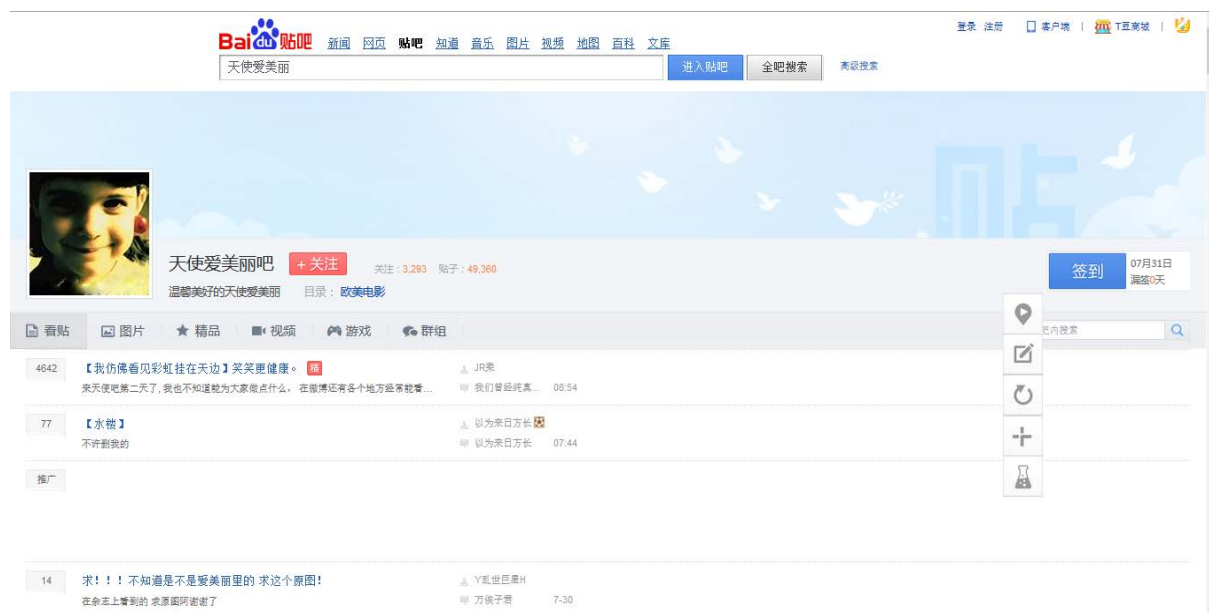 Bai du 贴吧 新闻 网页 贴吧 知道 音乐 图片 视频 地图 百科 文库
登录 注册 客户端 | T豆商城 |
天使爱美丽 进入贴吧 全吧搜索 高级搜索
天使爱美丽吧 +关注 关注：3,293 贴子：49,360
温馨美好的天使爱美丽 目录： 欧美电影
签到 07月31日
漏签0天
看贴 图片 精品 视频 游戏 群组
吧内搜索
4642 【我仿佛看见彩虹挂在天边】笑笑更健康。 精 JR柒
来天使吧第二天了,我也不知道能为大家做点什么。 在微博还有各个地方经常能看... 我们曾经纯真... 08:54
77 【水楼】 以为来日方长
不许删我的 以为来日方长 07:44
推广
14 求！！！不知道是不是爱美丽里的 求这个原图! Y乱世巨星H
在杂志上看到的 求原图阿谢谢了 万俟子君 7-30